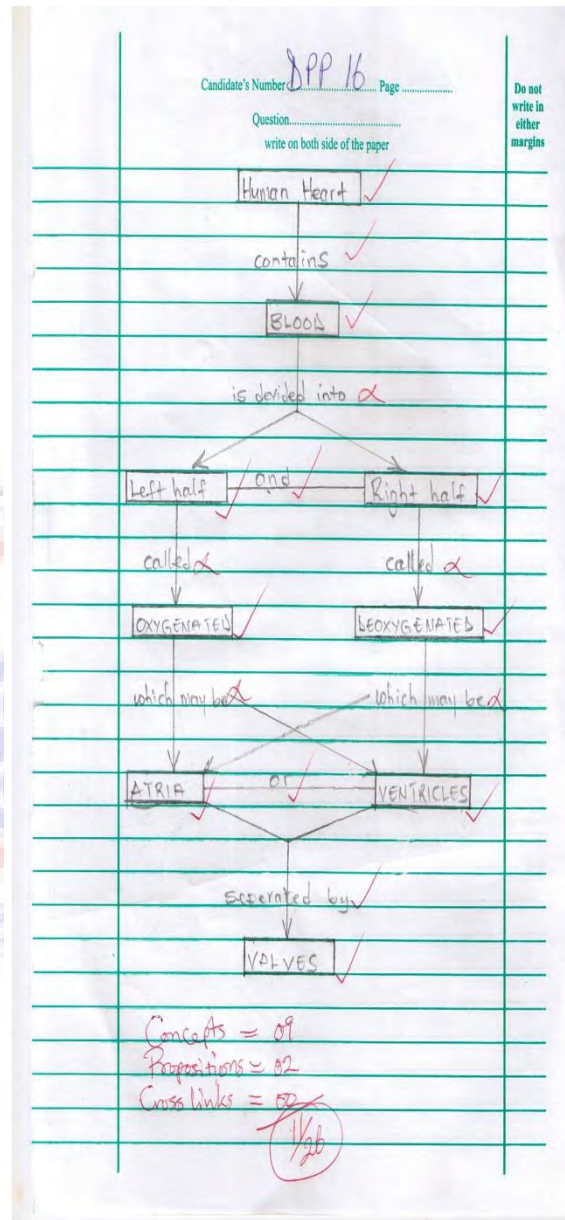 Candidate's Number DPP 16 Page
Do not
write in
either
margins
Question
write on both side of the paper
Human Heart
contains
BLOOD
is devided into
Left half and Right half
called called
OXYGENATED DEOXYGENATED
which may be which may be
ATRIA or VENTRICLES
seperated by
VALVES
Concepts = 09
Propositions = 02
Cross links = 02